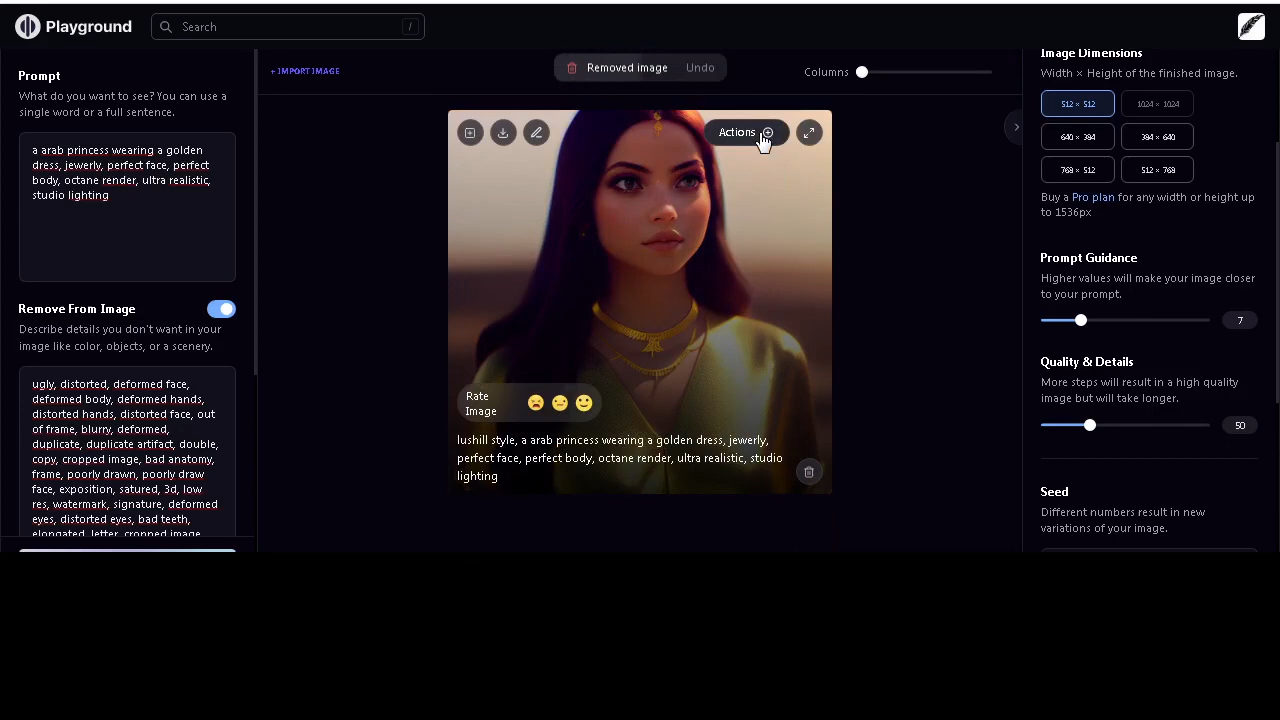 Playground
Search
/
Prompt
What do you want to see? You can use a
single word or a full sentence.
a arab princess wearing a golden
dress, jewerly, perfect face, perfect
body, octane render, ultra realistic,
studio lighting
Remove From Image
Describe details you don't want in your
image like color, objects, or a scenery.
ugly, distorted, deformed face,
deformed body, deformed hands,
distorted hands, distorted face, out
of frame, blurry, deformed,
duplicate, duplicate artifact, double,
copy, cropped image, bad anatomy,
frame, poorly drawn, poorly draw
face, exposition, satured, 3d, low
res, watermark, signature, deformed
eyes, distorted eyes, bad teeth,
elongated, letter, cropped image
+ IMPORT IMAGE
Removed image
Undo
Columns
Actions
Rate
Image
lushill style, a arab princess wearing a golden dress, jewerly,
perfect face, perfect body, octane render, ultra realistic, studio
lighting
Image Dimensions
Width × Height of the finished image.
512 × 512
1024 × 1024
640 × 384
384 × 640
768 × 512
512 × 768
Buy a Pro plan for any width or height up
to 1536px
Prompt Guidance
Higher values will make your image closer
to your prompt.
7
Quality & Details
More steps will result in a high quality
image but will take longer.
50
Seed
Different numbers result in new
variations of your image.